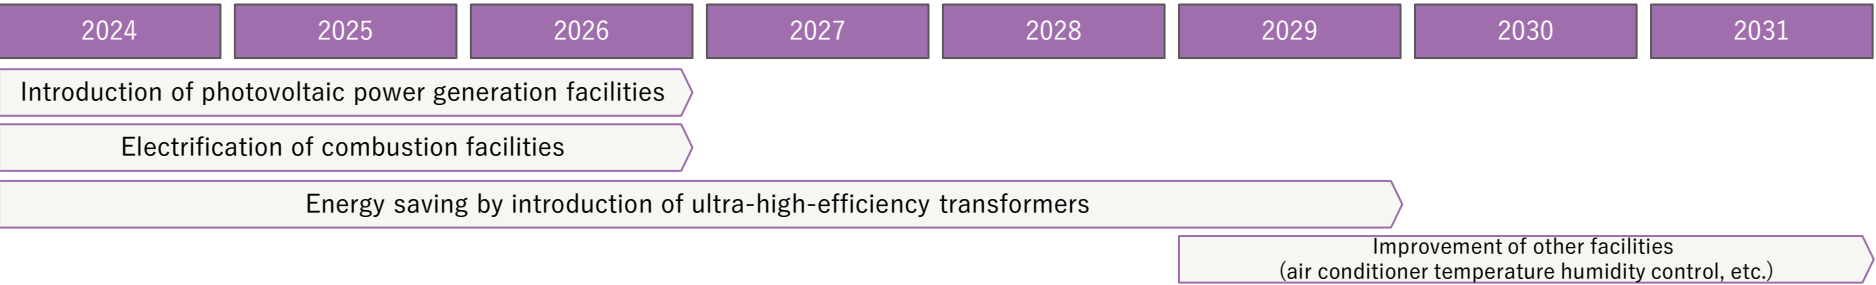 2024 2025 2026 2027 2028 2029 2030 2031
Introduction of photovoltaic power generation facilities
Electrification of combustion facilities
Energy saving by introduction of ultra-high-efficiency transformers
Improvement of other facilities
(air conditioner temperature humidity control, etc.)